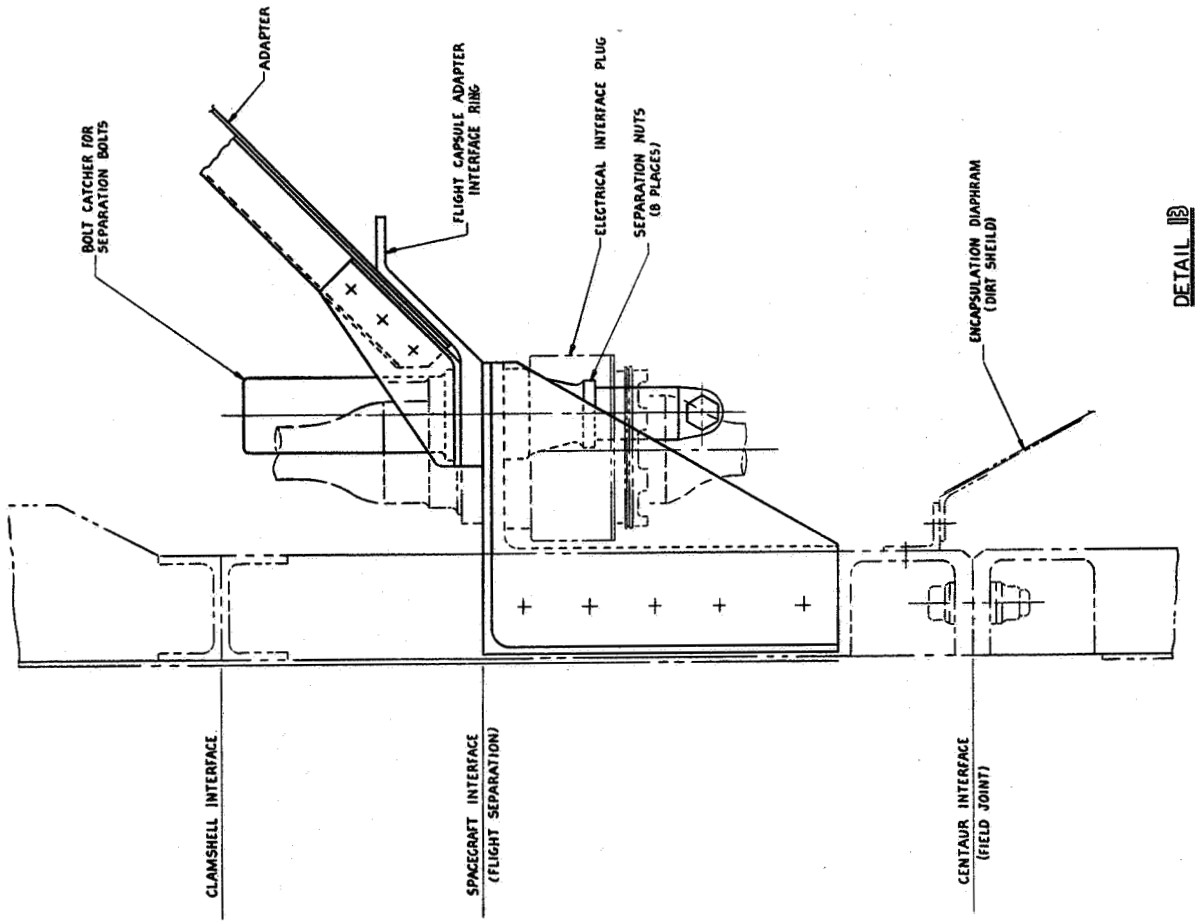 BOLT CATCHER FOR
SEPARATION BOLTS
CLAMSHELL INTERFACE
ADAPTER
FLIGHT CAPSULE ADAPTER
INTERFACE RING
SPACECRAFT INTERFACE
(FLIGHT SEPARATION)
ELECTRICAL INTERFACE PLUG
SEPARATION NUTS
(8 PLACES)
CENTAUR INTERFACE
(FIELD JOINT)
ENCAPSULATION DIAPHRAM
(DIRT SHEILD)
DETAIL B